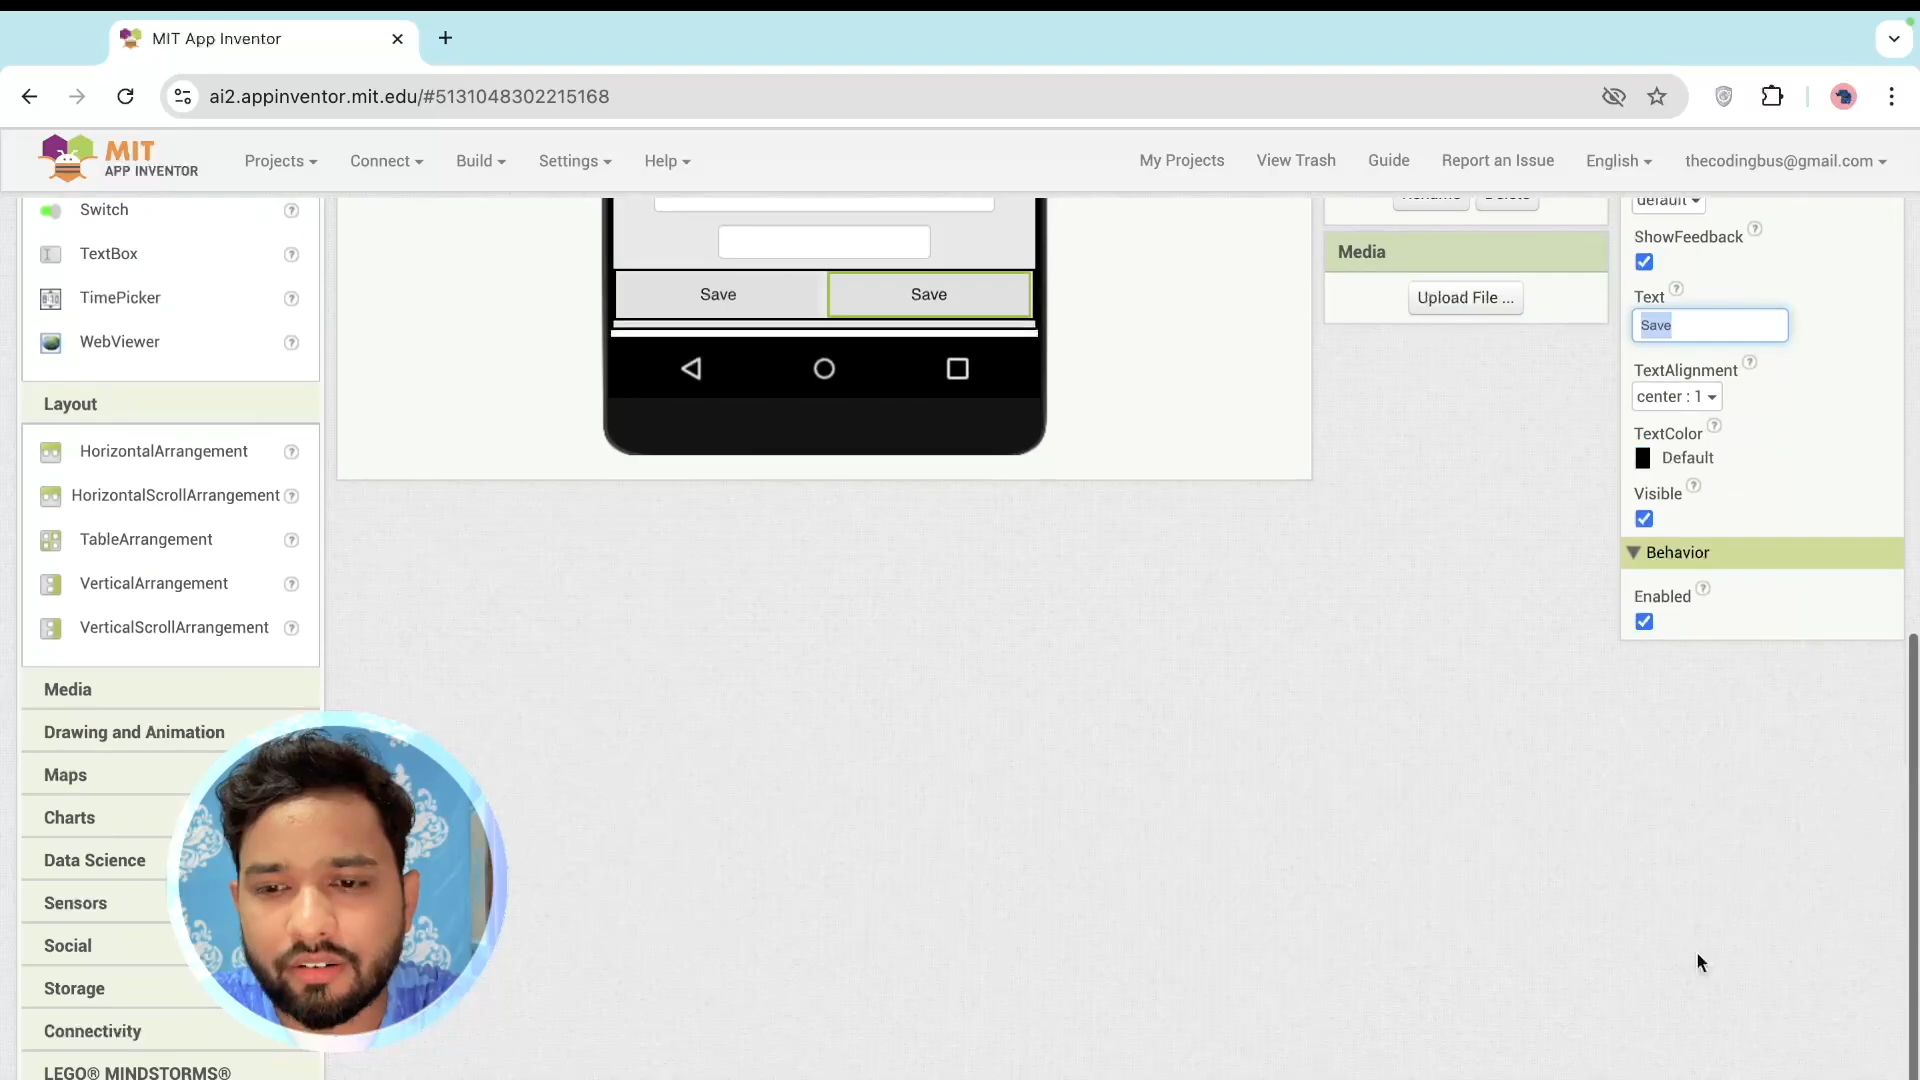 MIT App Inventor
ai2.appinventor.mit.edu/#5131048302215168
MIT
APP INVENTOR
Projects
Connect
Build
Settings
Help
My Projects
View Trash
Guide
Report an Issue
English
thecodingbus@gmail.com
Switch
TextBox
TimePicker
WebViewer
Layout
HorizontalArrangement
HorizontalScrollArrangement
TableArrangement
VerticalArrangement
VerticalScrollArrangement
Media
Drawing and Animation
Maps
Charts
Data Science
Sensors
Social
Storage
Connectivity
LEGO® MINDSTORMS®
Save
Save
Rename
Delete
Media
Upload File ...
default
ShowFeedback
Text
Save
TextAlignment
center : 1
TextColor
Default
Visible
Behavior
Enabled